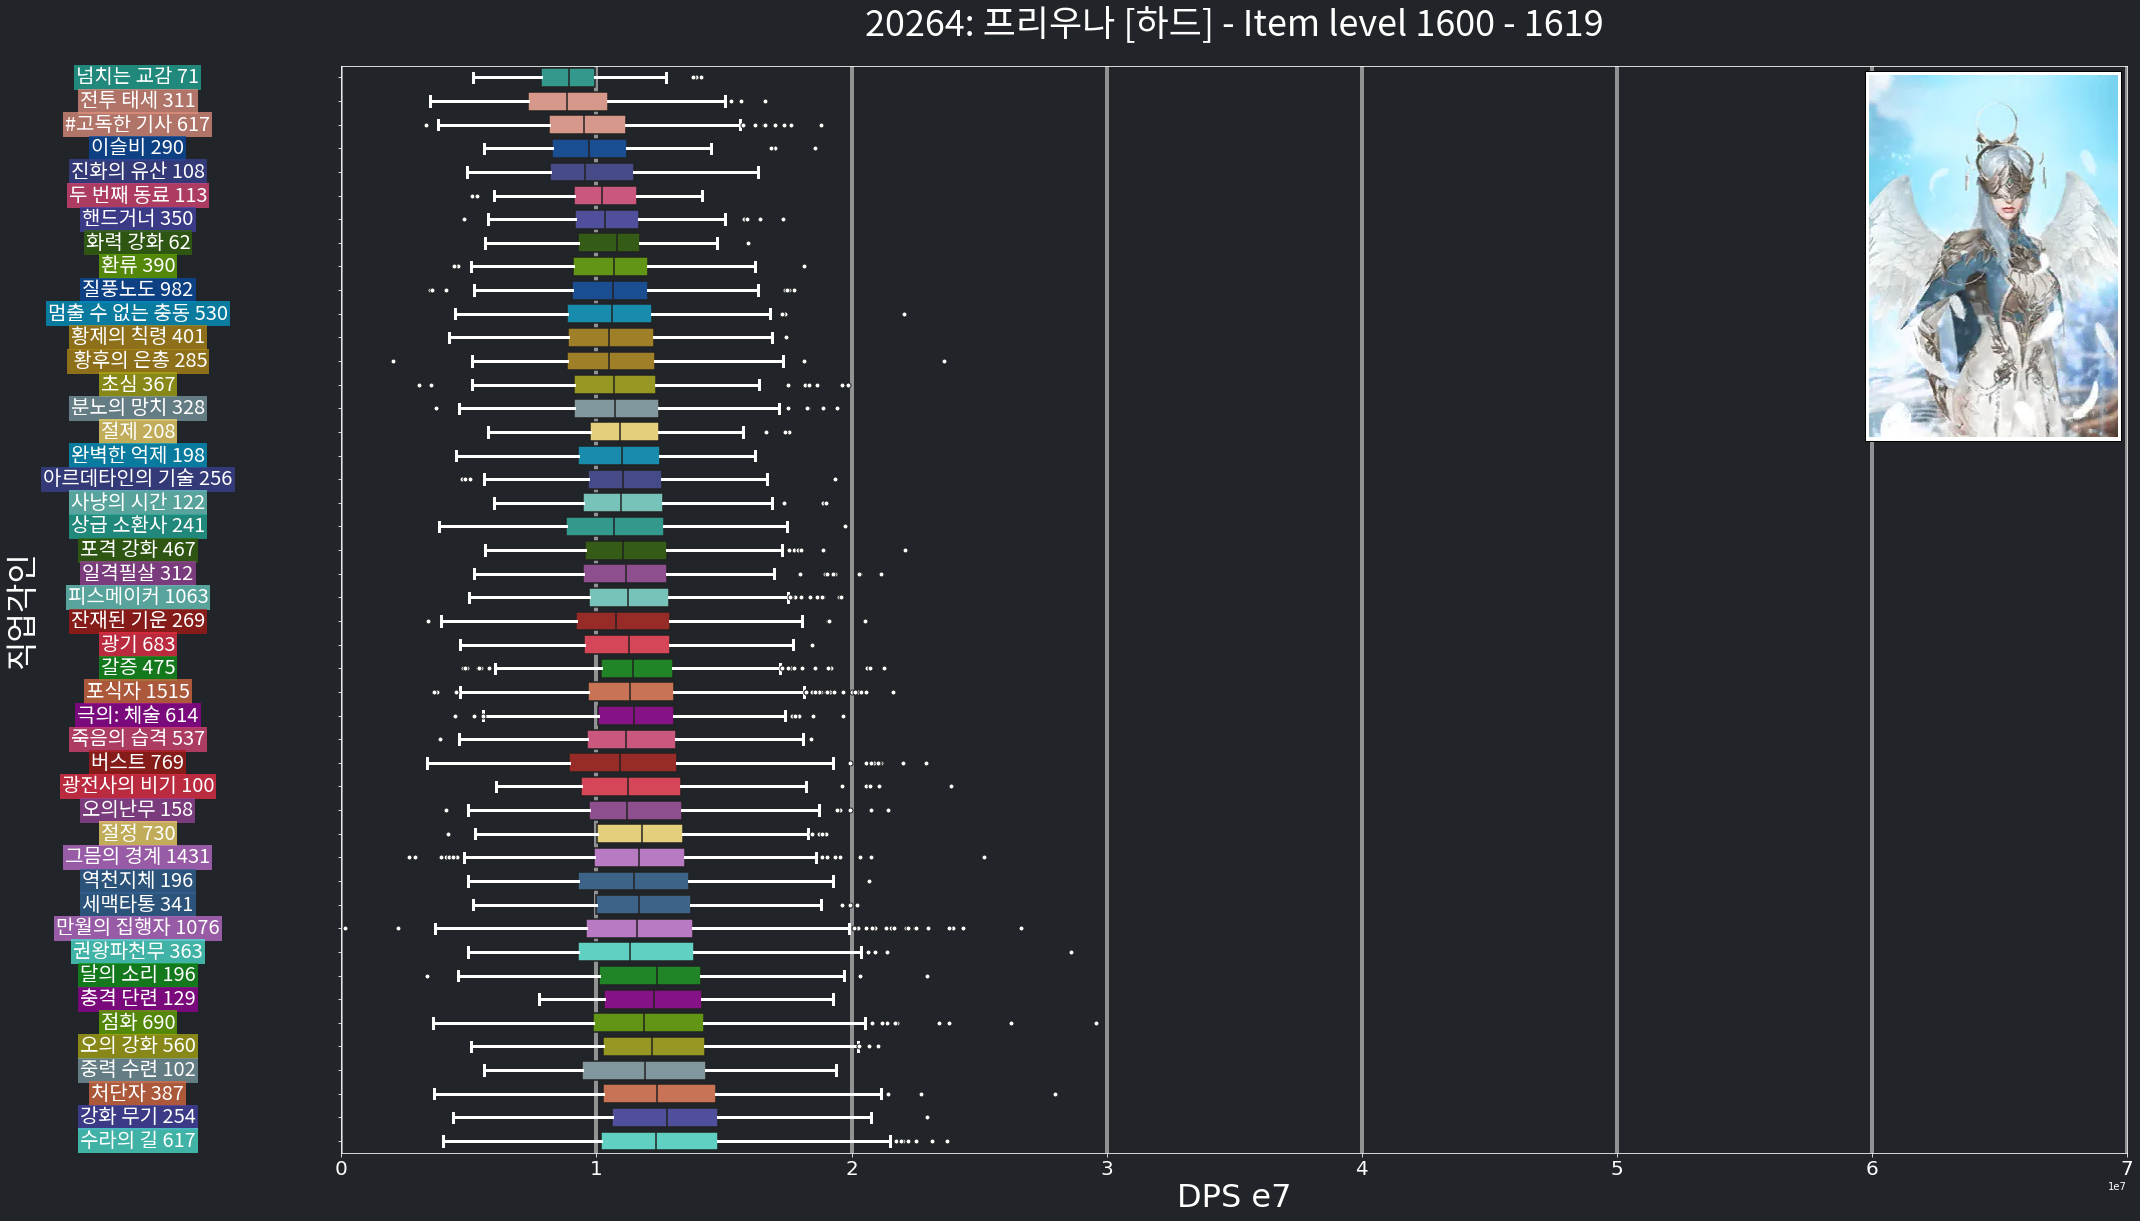 20264: 프리우나 [하드] - Item level 1600 - 1619
직업각인
넘치는 교감 71
전투 태세 311
#고독한 기사 617
이슬비 290
진화의 유산 108
두 번째 동료 113
핸드거너 350
화력 강화 62
환류 390
질풍노도 982
멈출 수 없는 충동 530
황제의 칙령 401
황후의 은총 285
초심 367
분노의 망치 328
절제 208
완벽한 억제 198
아르데타인의 기술 256
사냥의 시간 122
상급 소환사 241
포격 강화 467
일격필살 312
피스메이커 1063
잔재된 기운 269
광기 683
갈증 475
포식자 1515
극의: 체술 614
죽음의 습격 537
버스트 769
광전사의 비기 100
오의난무 158
절정 730
그믐의 경계 1431
역천지체 196
세맥타통 341
만월의 집행자 1076
권왕파천무 363
달의 소리 196
충격 단련 129
점화 690
오의 강화 560
중력 수련 102
처단자 387
강화 무기 254
수라의 길 617
0 1 2 3 4 5 6 7
1e7
DPS e7